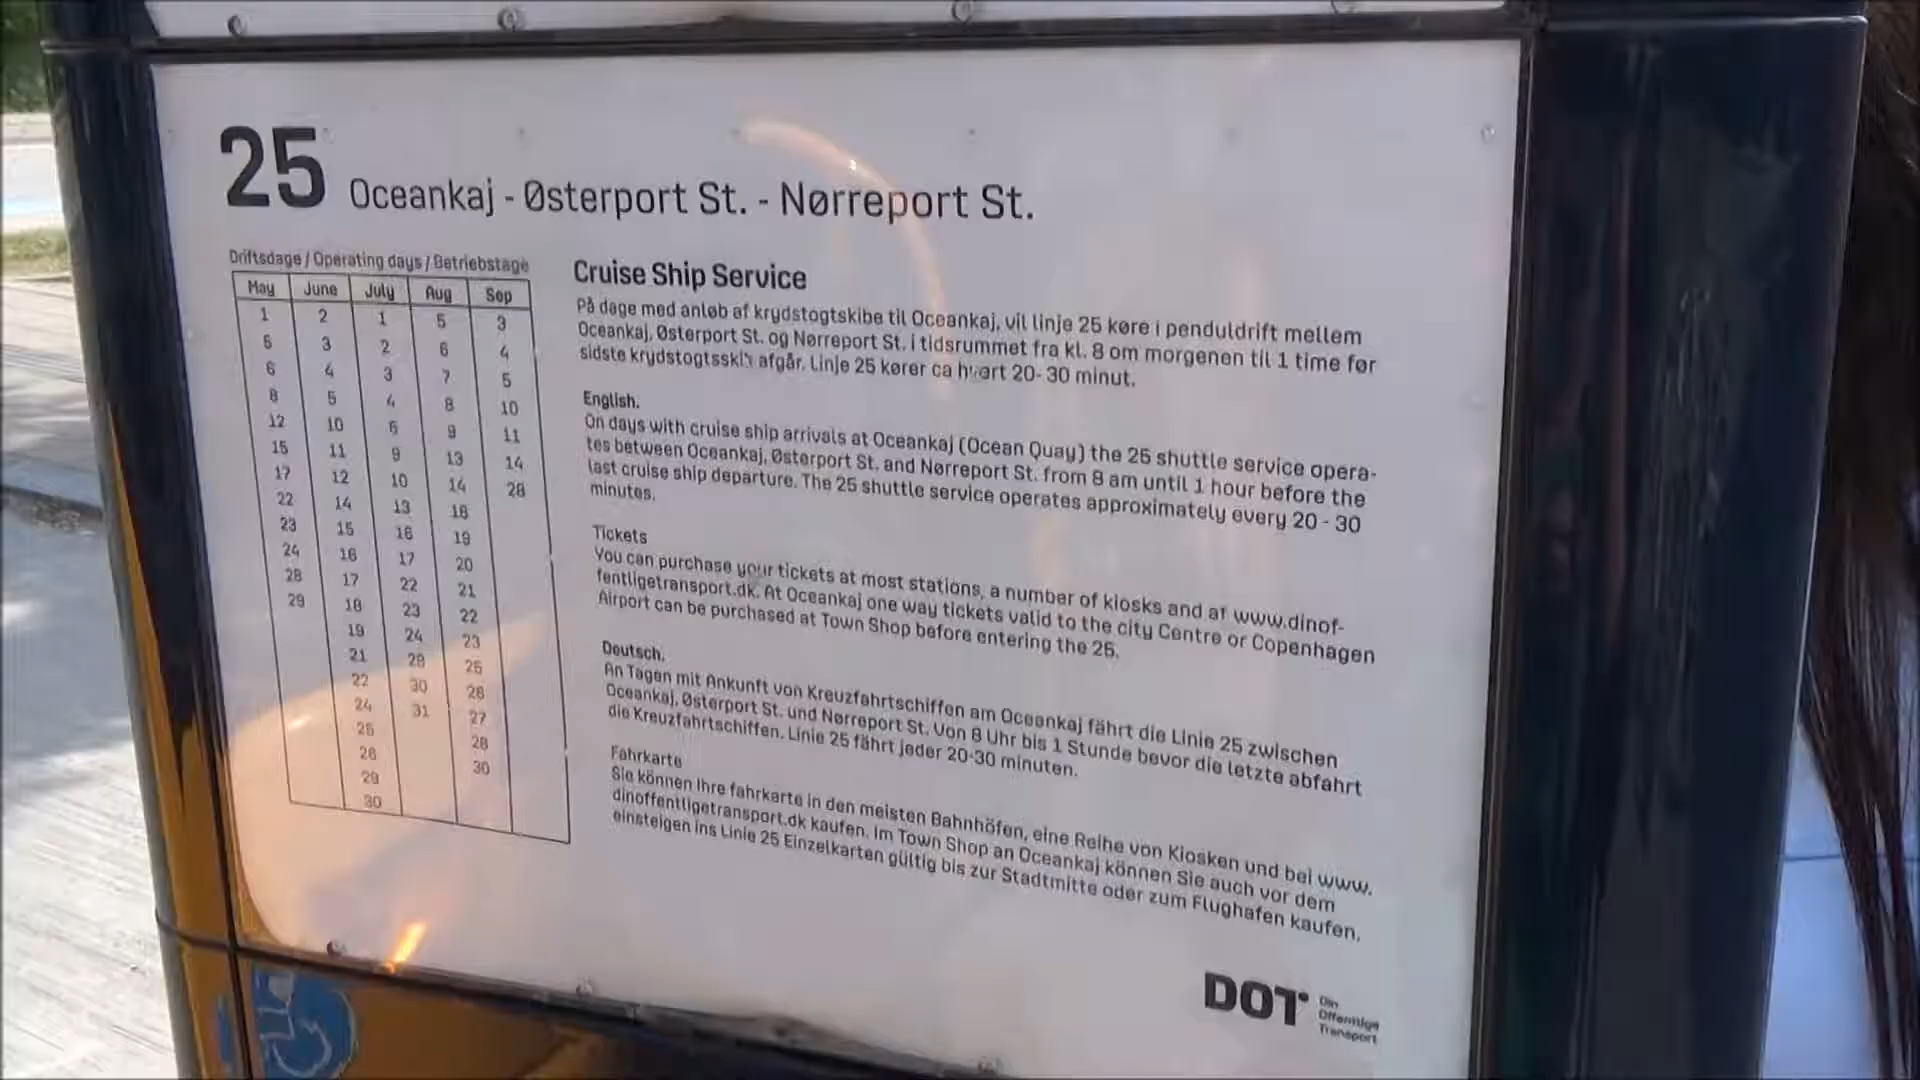 25 Oceankaj - Østerport St. - Nørreport St.
Driftsdage / Operating days / Betriebstage
May June July Aug Sep
1 2 1 5 3
5 3 2 6 4
6 4 3 7 5
8 5 4 8 10
12 10 6 9 11
15 11 9 13 14
17 12 10 14 28
22 14 13 16
23 15 16 19
24 16 17 20
28 17 22 21
29 18 23 22
19 24 23
21 28 25
22 30 26
24 31 27
25 28
26 30
29
30
Cruise Ship Service
På dage med anløb af krydstogtskibe til Oceankaj, vil linje 25 køre i penduldrift mellem
Oceankaj, Østerport St. og Nørreport St. i tidsrummet fra kl. 8 om morgenen til 1 time før
sidste krydstogtsskib afgår. Linje 25 kører ca hvert 20- 30 minut.
English.
On days with cruise ship arrivals at Oceankaj (Ocean Quay) the 25 shuttle service opera-
tes between Oceankaj, Østerport St. and Nørreport St. from 8 am until 1 hour before the
last cruise ship departure. The 25 shuttle service operates approximately every 20 - 30
minutes.
Tickets
You can purchase your tickets at most stations, a number of kiosks and at www.dinof-
fentligetransport.dk. At Oceankaj one way tickets valid to the city Centre or Copenhagen
Airport can be purchased at Town Shop before entering the 25.
Deutsch.
An Tagen mit Ankunft von Kreuzfahrtschiffen am Oceankaj fährt die Linie 25 zwischen
Oceankaj, Østerport St. und Nørreport St. Von 8 Uhr bis 1 Stunde bevor die letzte abfahrt
die Kreuzfahrtschiffen. Linie 25 fährt jeder 20-30 minuten.
Fahrkarte
Sie können Ihre fahrkarte in den meisten Bahnhöfen, eine Reihe von Kiosken und bei www.
dinoffentligetransport.dk kaufen. Im Town Shop an Oceankaj können Sie auch vor dem
einsteigen ins Linie 25 Einzelkarten gültig bis zur Stadtmitte oder zum Flughafen kaufen.
DOT
Din
Offentlige
Transport